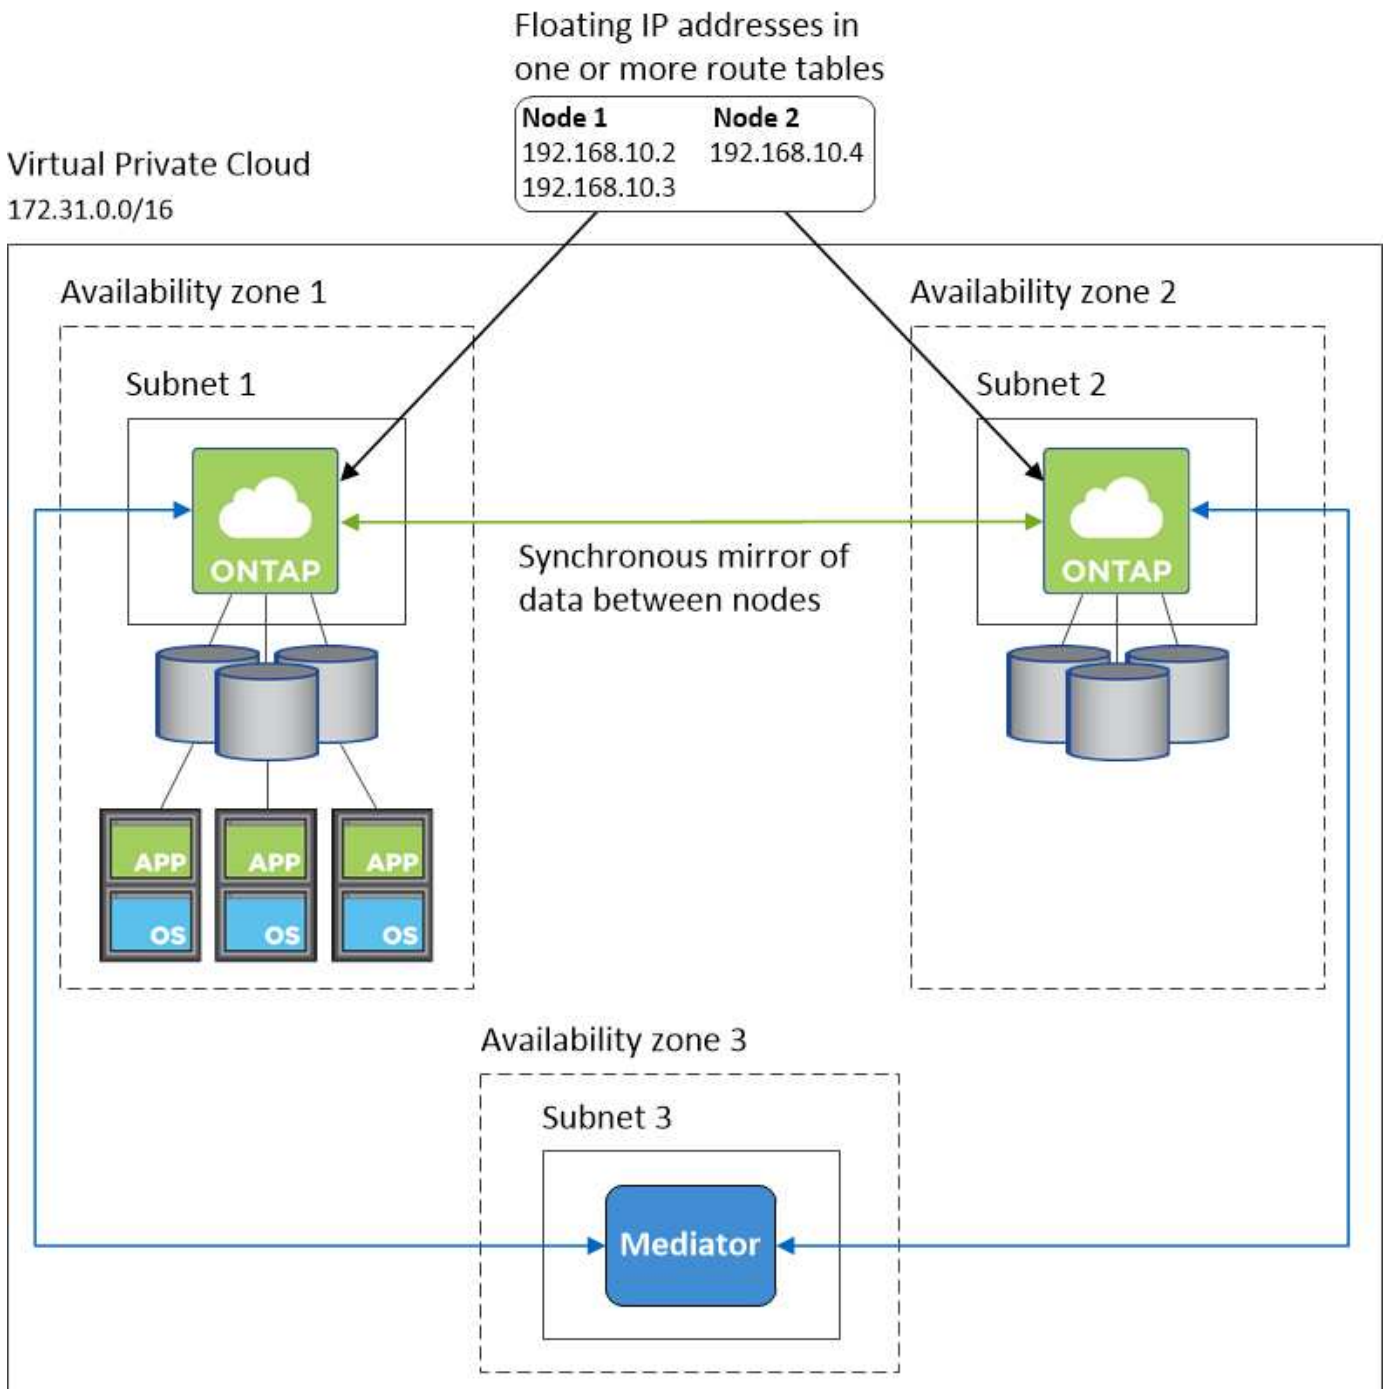 Floating IP addresses in
one or more route tables
Node 1 Node 2
192.168.10.2 192.168.10.4
192.168.10.3
Virtual Private Cloud
172.31.0.0/16
Availability zone 1
Availability zone 2
Subnet 1
Subnet 2
ONTAP
ONTAP
Synchronous mirror of
data between nodes
APP APP APP
OS OS OS
Availability zone 3
Subnet 3
Mediator